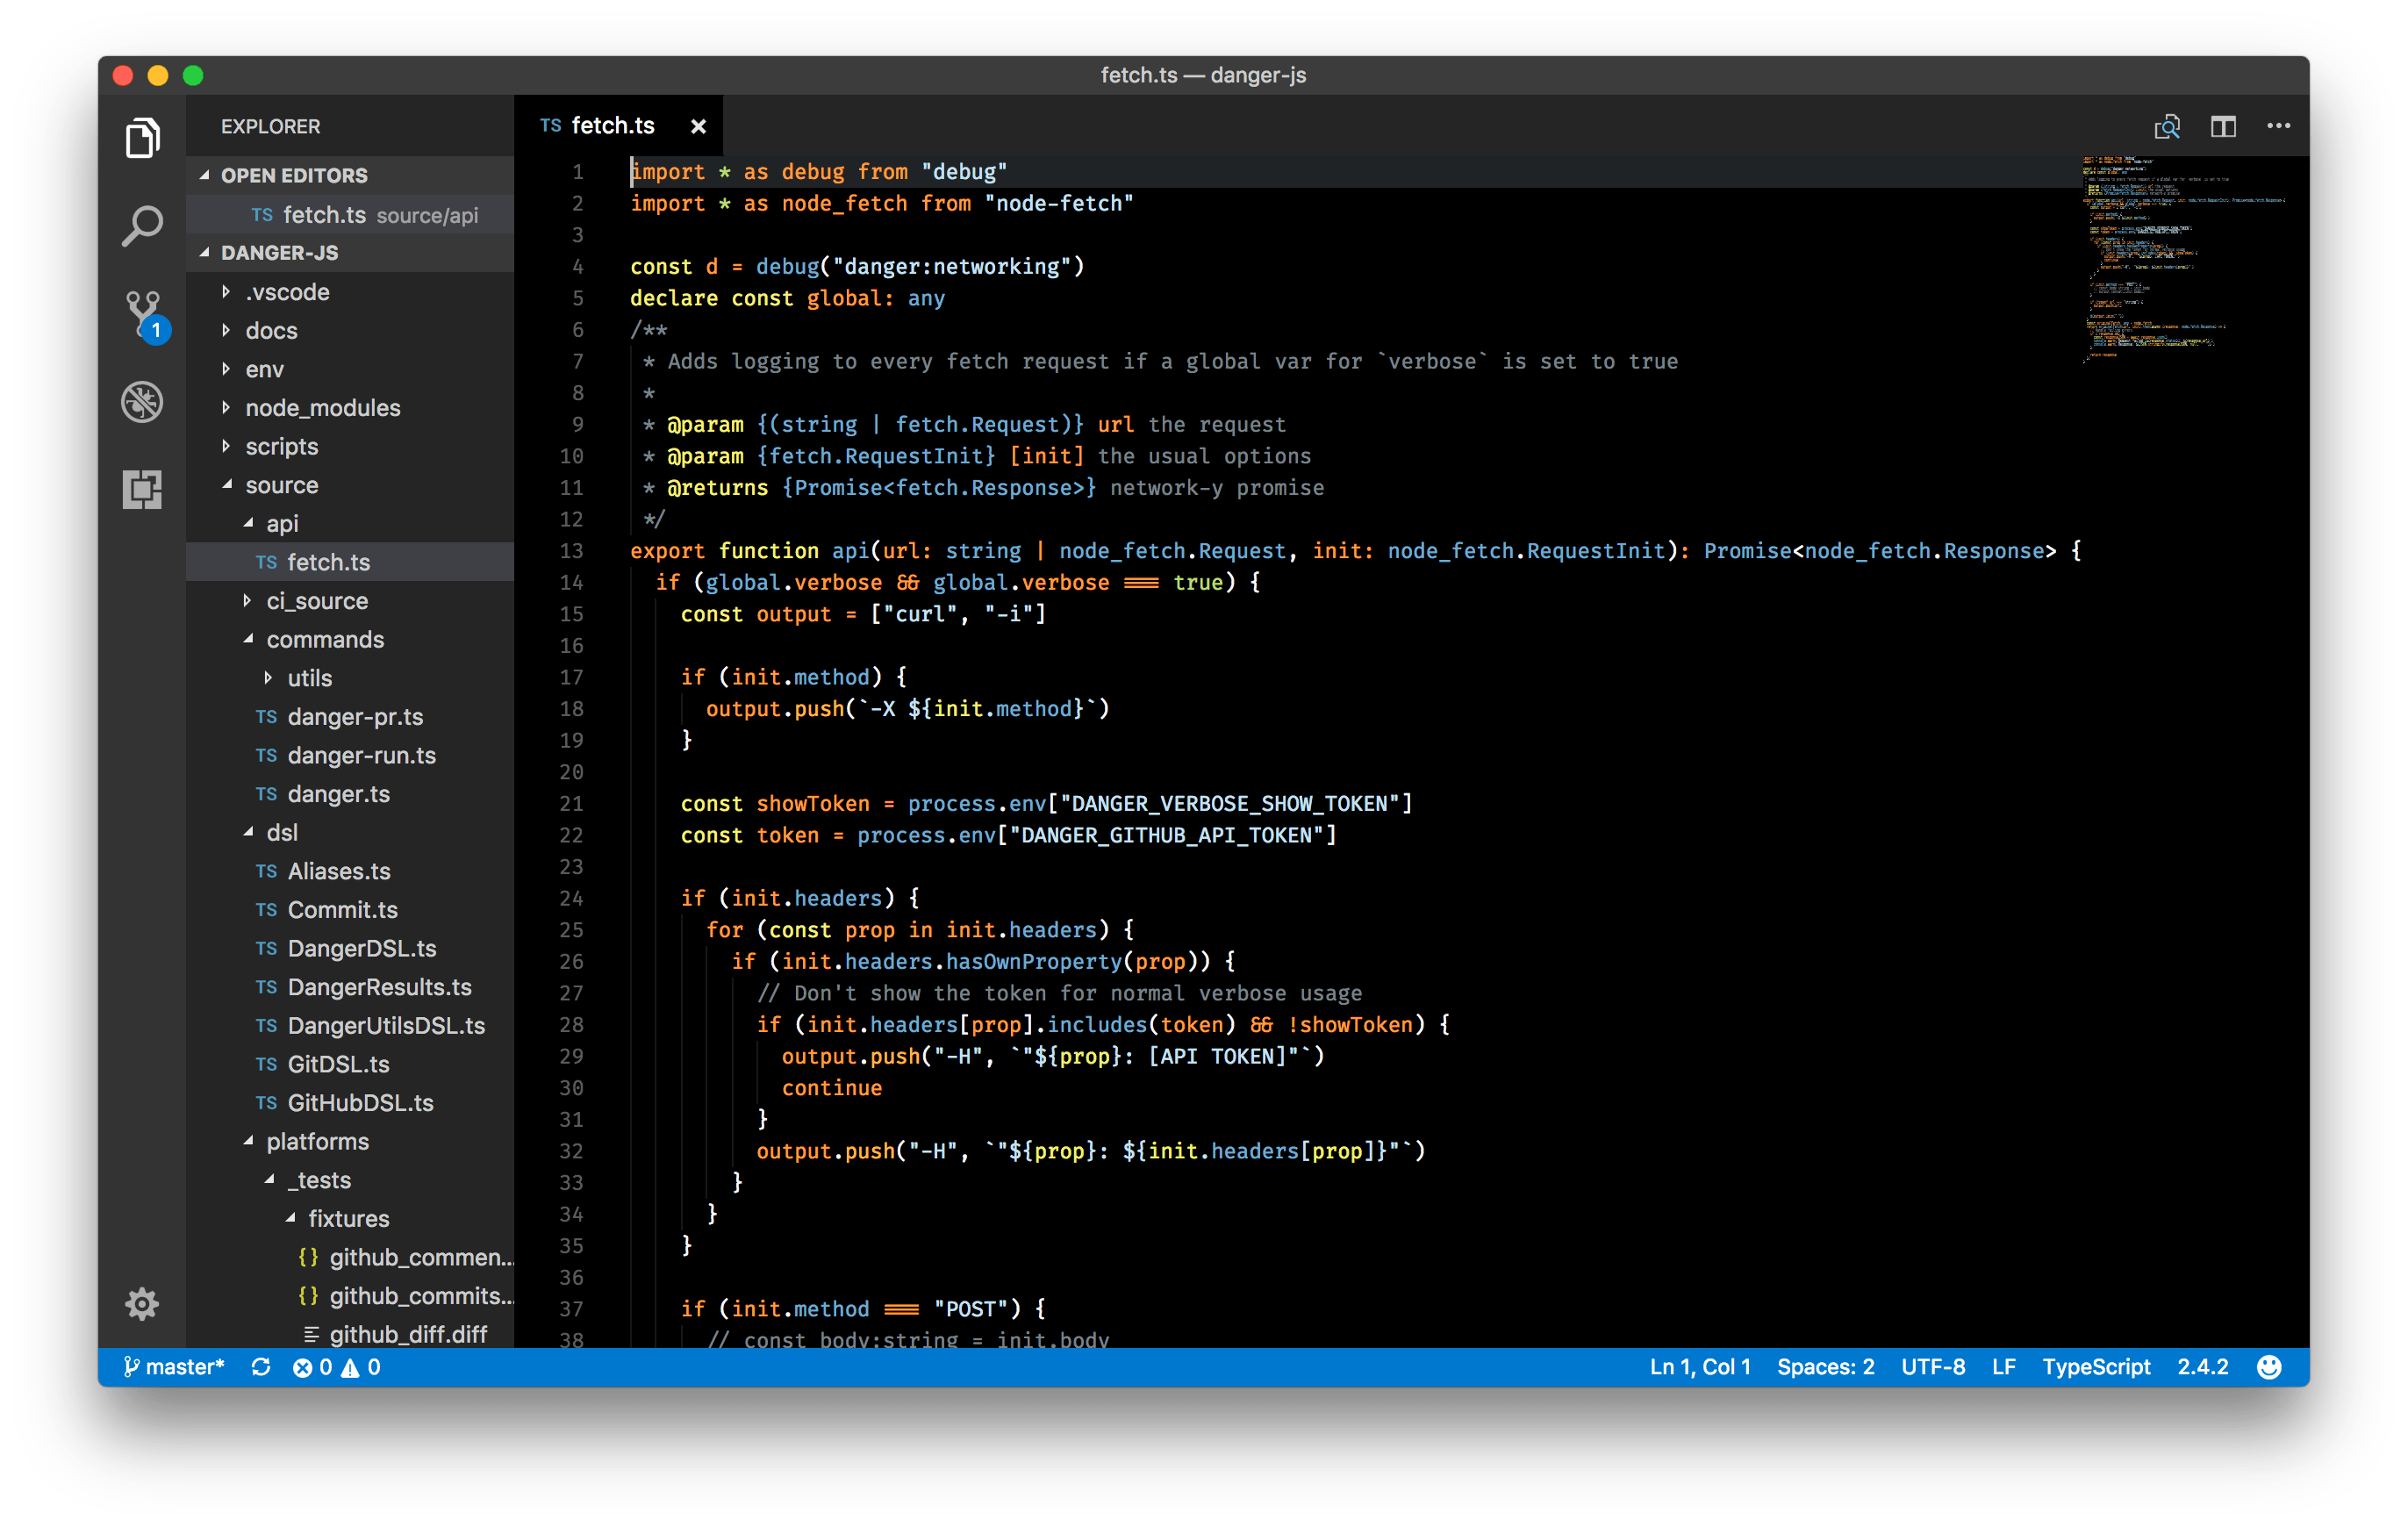 fetch.ts — danger-js
EXPLORER
OPEN EDITORS
TS fetch.ts source/api
DANGER-JS
.vscode
docs
env
node_modules
scripts
source
api
TS fetch.ts
ci_source
commands
utils
TS danger-pr.ts
TS danger-run.ts
TS danger.ts
dsl
TS Aliases.ts
TS Commit.ts
TS DangerDSL.ts
TS DangerResults.ts
TS DangerUtilsDSL.ts
TS GitDSL.ts
TS GitHubDSL.ts
platforms
_tests
fixtures
{} github_commen...
{} github_commits...
github_diff.diff
1
TS fetch.ts ×
1 import * as debug from "debug"
2 import * as node_fetch from "node-fetch"
3
4 const d = debug("danger:networking")
5 declare const global: any
6 /**
7  * Adds logging to every fetch request if a global var for `verbose` is set to true
8  *
9  * @param {(string | fetch.Request)} url the request
10  * @param {fetch.RequestInit} [init] the usual options
11  * @returns {Promise<fetch.Response>} network-y promise
12  */
13 export function api(url: string | node_fetch.Request, init: node_fetch.RequestInit): Promise<node_fetch.Response> {
14   if (global.verbose && global.verbose === true) {
15     const output = ["curl", "-i"]
16
17     if (init.method) {
18       output.push(`-X ${init.method}`)
19     }
20
21     const showToken = process.env["DANGER_VERBOSE_SHOW_TOKEN"]
22     const token = process.env["DANGER_GITHUB_API_TOKEN"]
23
24     if (init.headers) {
25       for (const prop in init.headers) {
26         if (init.headers.hasOwnProperty(prop)) {
27           // Don't show the token for normal verbose usage
28           if (init.headers[prop].includes(token) && !showToken) {
29             output.push("-H", `"${prop}: [API TOKEN]"`)
30             continue
31           }
32           output.push("-H", `"${prop}: ${init.headers[prop]}"`)
33         }
34       }
35     }
36
37     if (init.method === "POST") {
38       // const body:string = init.body
master* 0 0
Ln 1, Col 1 Spaces: 2 UTF-8 LF TypeScript 2.4.2